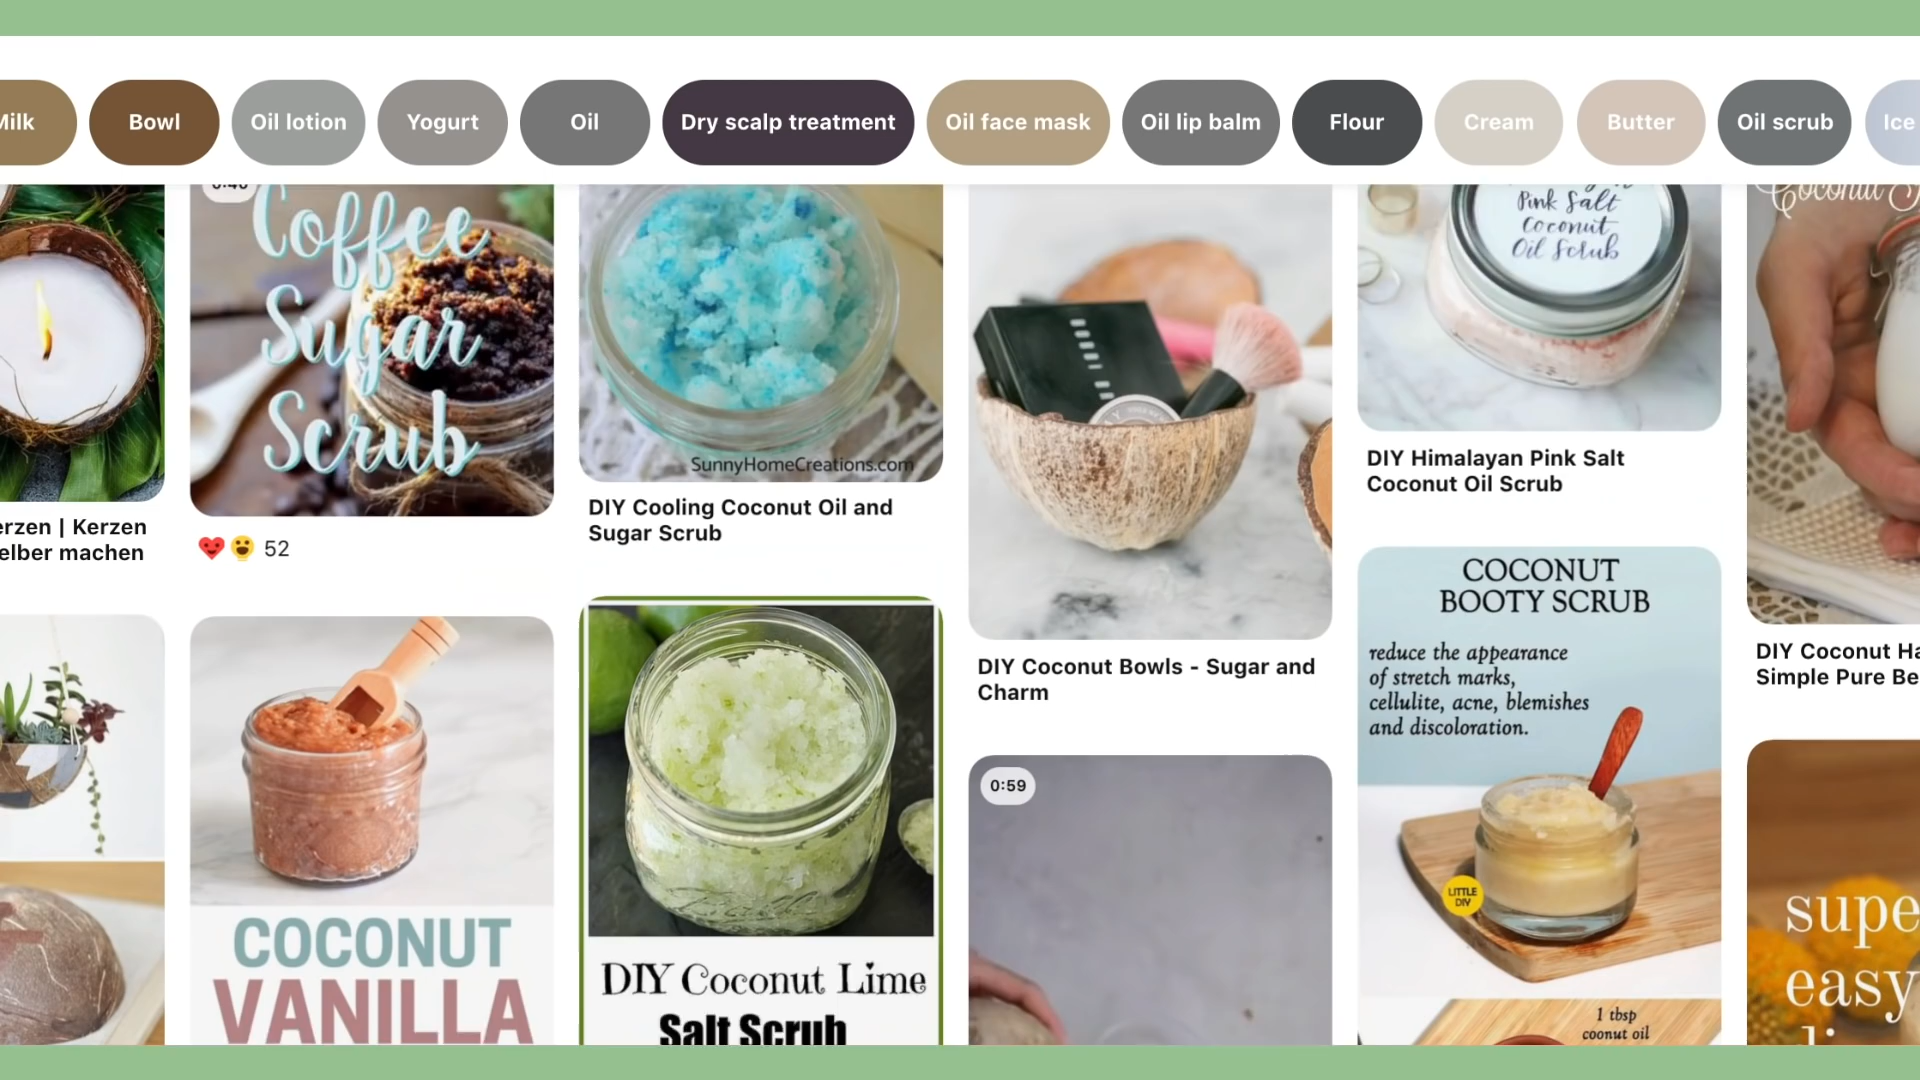 Milk
Bowl
Oil lotion
Yogurt
Oil
Dry scalp treatment
Oil face mask
Oil lip balm
Flour
Cream
Butter
Oil scrub
Ice
erzen | Kerzen
elber machen
Coffee
Sugar
Scrub
52
COCONUT
VANILLA
SunnyHomeCreations.com
DIY Cooling Coconut Oil and
Sugar Scrub
DIY Coconut Lime
Salt Scrub
DIY Coconut Bowls - Sugar and
Charm
0:59
Pink Salt
Coconut
Oil Scrub
DIY Himalayan Pink Salt
Coconut Oil Scrub
COCONUT
BOOTY SCRUB
reduce the appearance
of stretch marks,
cellulite, acne, blemishes
and discoloration.
LITTLE
DIY
1 tbsp
coconut oil
Coconut
DIY Coconut Ha
Simple Pure Be
supe
easy